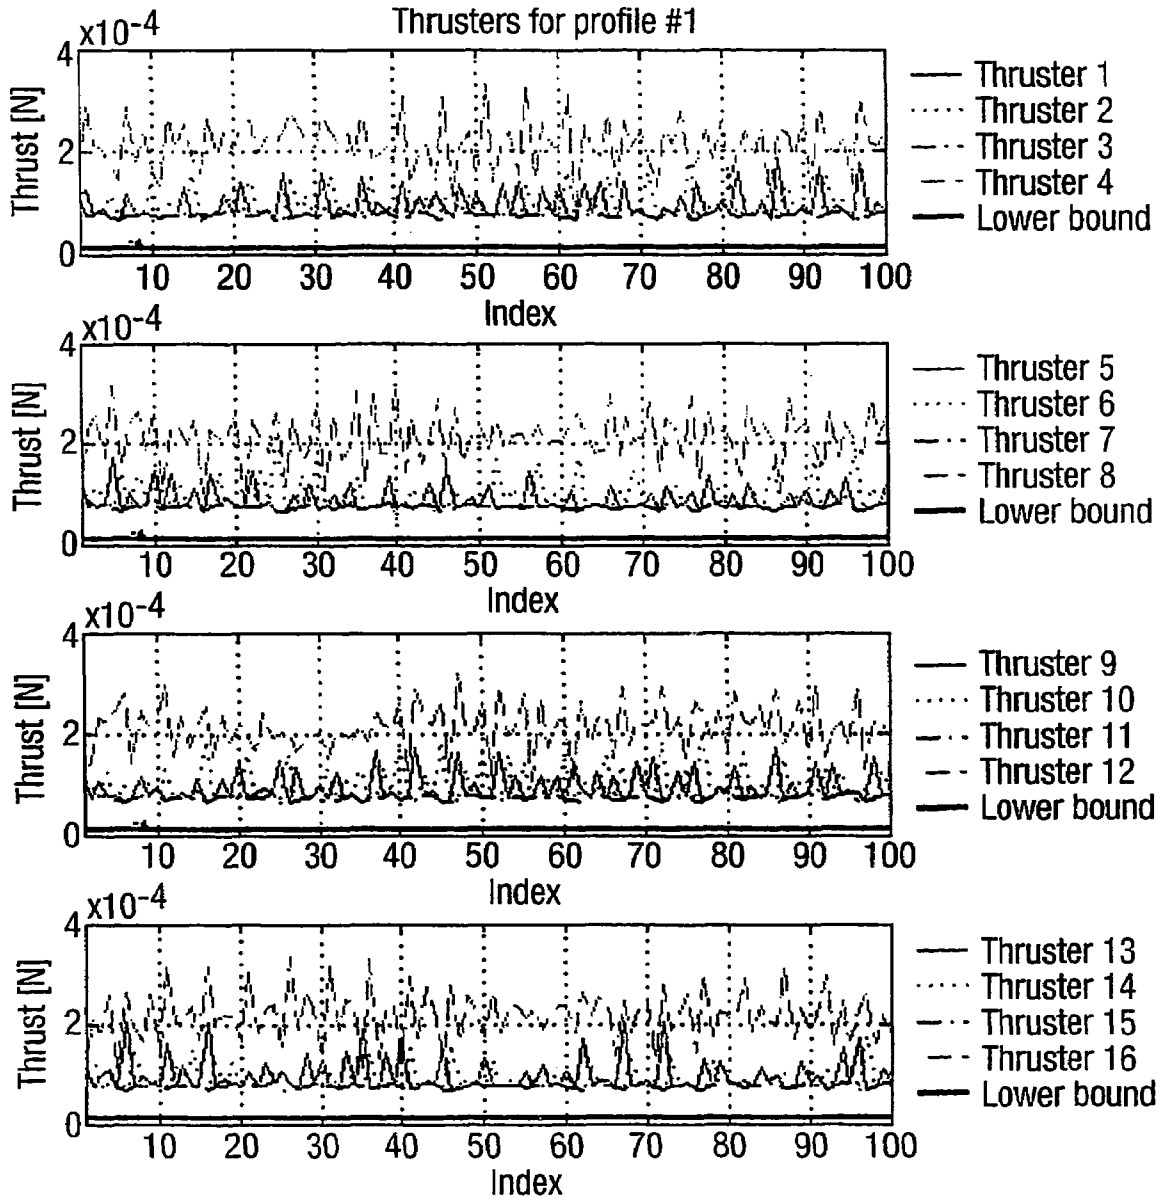 Thrusters for profile #1
x10-4
4
2
0
Thrust [N]
10 20 30 40 50 60 70 80 90 100
Index
Thruster 1
Thruster 2
Thruster 3
Thruster 4
Lower bound
x10-4
4
2
0
Thrust [N]
10 20 30 40 50 60 70 80 90 100
Index
Thruster 5
Thruster 6
Thruster 7
Thruster 8
Lower bound
x10-4
4
2
0
Thrust [N]
10 20 30 40 50 60 70 80 90 100
Index
Thruster 9
Thruster 10
Thruster 11
Thruster 12
Lower bound
x10-4
4
2
0
Thrust [N]
10 20 30 40 50 60 70 80 90 100
Index
Thruster 13
Thruster 14
Thruster 15
Thruster 16
Lower bound